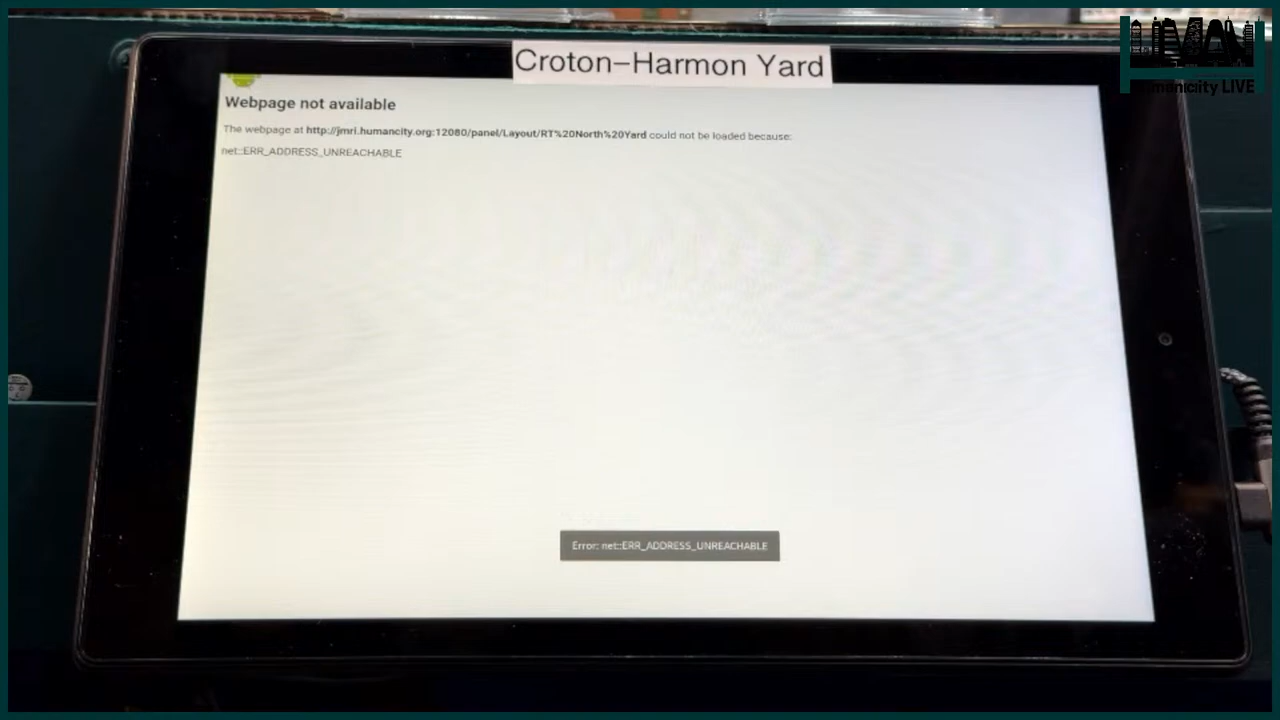 Croton-Harmon Yard
Webpage not available
The webpage at http://jmri.humancity.org:12080/panel/Layout/RT%20North%20Yard could not be loaded because:
net::ERR_ADDRESS_UNREACHABLE
Error: net::ERR_ADDRESS_UNREACHABLE
Humanicity LIVE